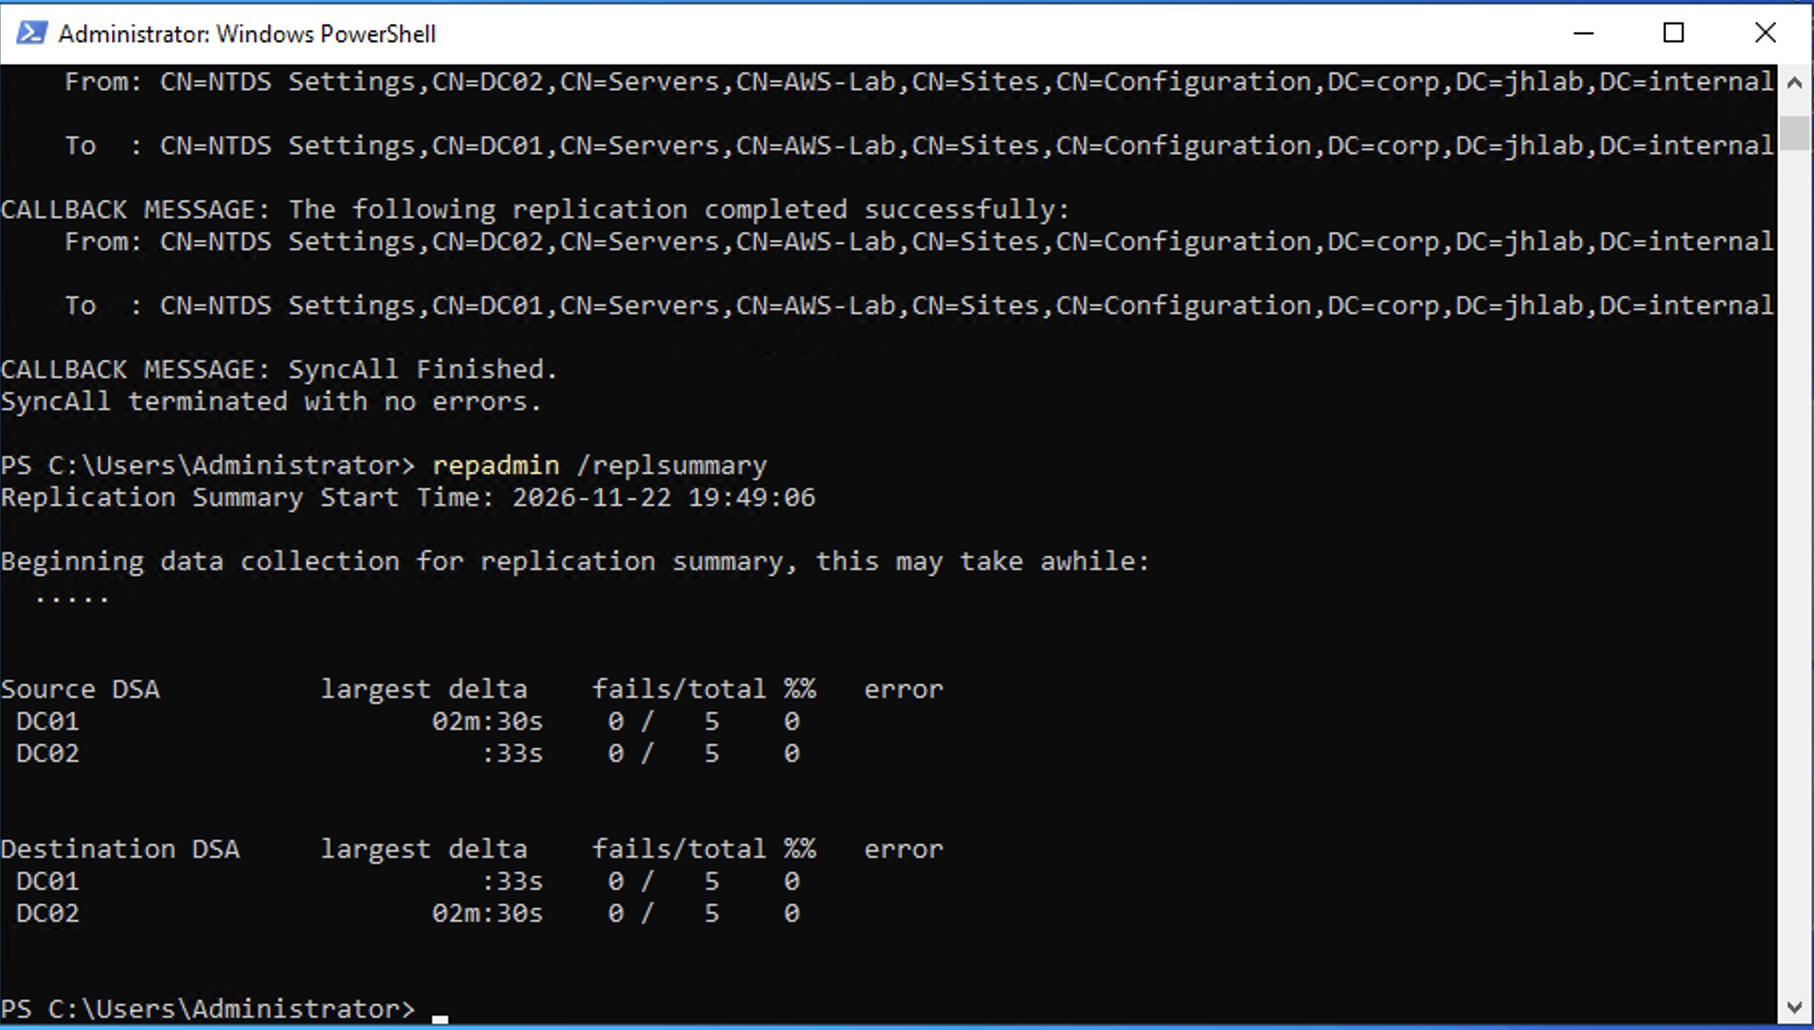 Administrator: Windows PowerShell
From: CN=NTDS Settings,CN=DC02,CN=Servers,CN=AWS-Lab,CN=Sites,CN=Configuration,DC=corp,DC=jhlab,DC=internal
To  : CN=NTDS Settings,CN=DC01,CN=Servers,CN=AWS-Lab,CN=Sites,CN=Configuration,DC=corp,DC=jhlab,DC=internal
CALLBACK MESSAGE: The following replication completed successfully:
From: CN=NTDS Settings,CN=DC02,CN=Servers,CN=AWS-Lab,CN=Sites,CN=Configuration,DC=corp,DC=jhlab,DC=internal
To  : CN=NTDS Settings,CN=DC01,CN=Servers,CN=AWS-Lab,CN=Sites,CN=Configuration,DC=corp,DC=jhlab,DC=internal
CALLBACK MESSAGE: SyncAll Finished.
SyncAll terminated with no errors.
PS C:\Users\Administrator> repadmin /replsummary
Replication Summary Start Time: 2026-11-22 19:49:06
Beginning data collection for replication summary, this may take awhile:
.....
Source DSA          largest delta    fails/total %%   error
DC01                      02m:30s    0 /   5    0
DC02                         :33s    0 /   5    0
Destination DSA     largest delta    fails/total %%   error
DC01                         :33s    0 /   5    0
DC02                      02m:30s    0 /   5    0
PS C:\Users\Administrator>